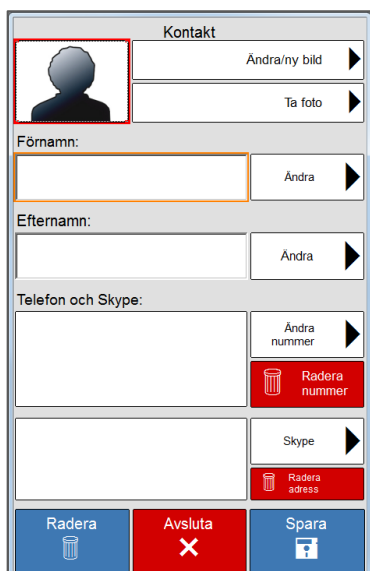 Kontakt
Ändra/ny bild
Ta foto
Förnamn:
Ändra
Efternamn:
Ändra
Telefon och Skype:
Ändra
nummer
Radera
nummer
Skype
Radera
adress
Radera
Avsluta
Spara